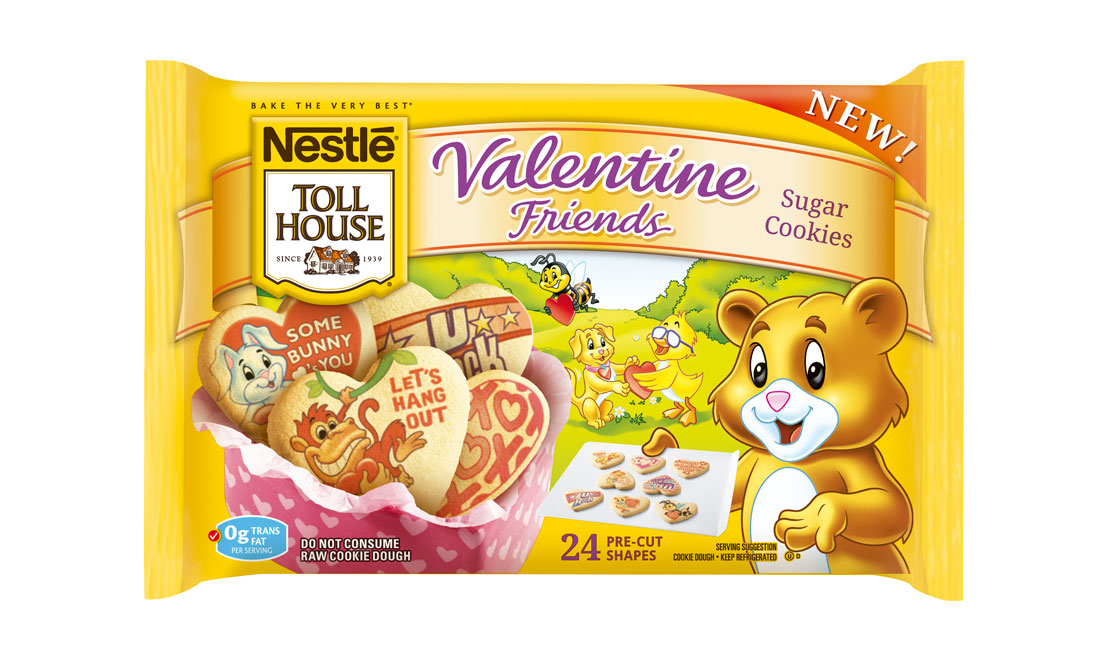 BAKE THE VERY BEST®
Nestlé®
TOLL
HOUSE®
SINCE 1939
Valentine
Friends
Sugar
Cookies
NEW!
SOME
BUNNY
YOU
U
LET'S
HANG
OUT
0g TRANS
FAT
PER SERVING
DO NOT CONSUME
RAW COOKIE DOUGH
24 PRE-CUT
SHAPES
SERVING SUGGESTION
COOKIE DOUGH • KEEP REFRIGERATED
U D